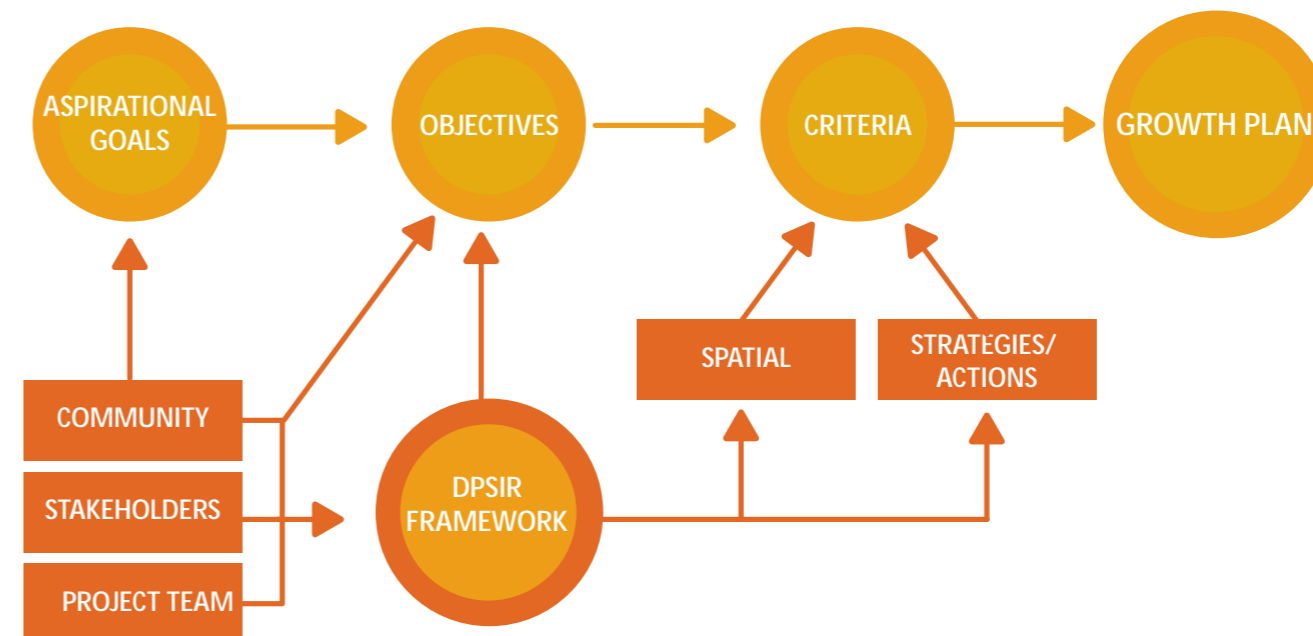 ASPIRATIONAL
GOALS
OBJECTIVES
CRITERIA
GROWTH PLAN
SPATIAL
STRATEGIES/
ACTIONS
COMMUNITY
STAKEHOLDERS
PROJECT TEAM
DPSIR
FRAMEWORK